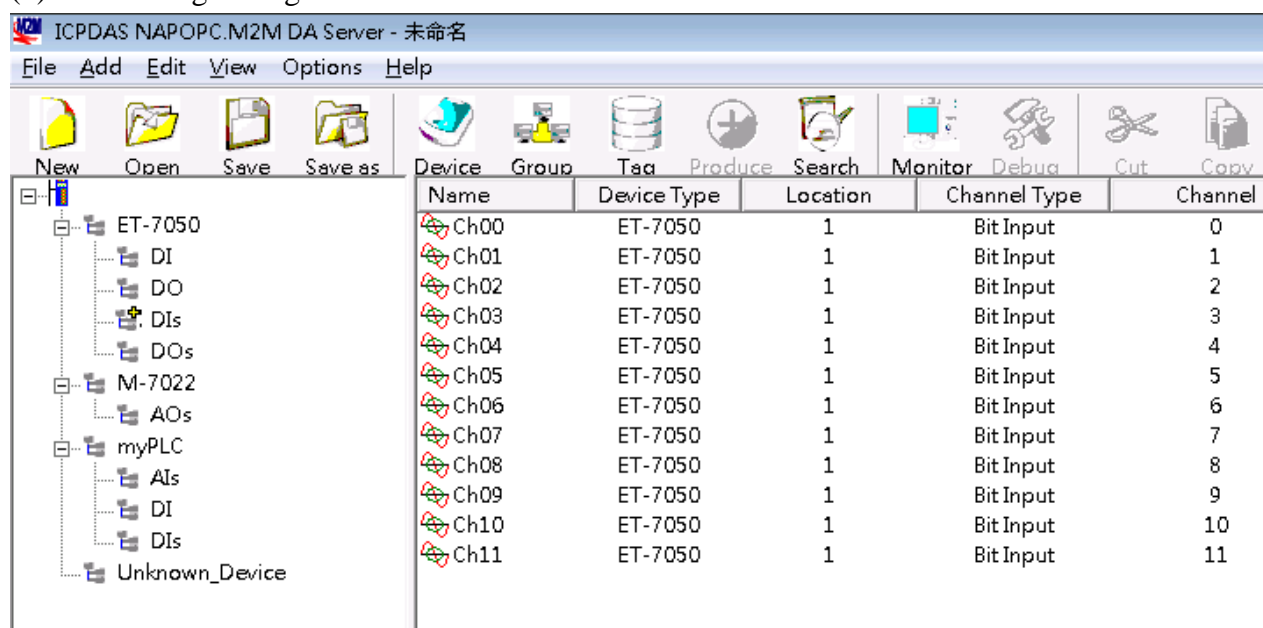 ICPDAS NAPOPC.M2M DA Server - 未命名
File Add Edit View Options Help
New Open Save Save as Device Group Tag Produce Search Monitor Debug Cut Copy
Name Device Type Location Channel Type Channel
ET-7050
DI
DO
DIs
DOs
M-7022
AOs
myPLC
AIs
DI
DIs
Unknown_Device
Ch00 ET-7050 1 Bit Input 0
Ch01 ET-7050 1 Bit Input 1
Ch02 ET-7050 1 Bit Input 2
Ch03 ET-7050 1 Bit Input 3
Ch04 ET-7050 1 Bit Input 4
Ch05 ET-7050 1 Bit Input 5
Ch06 ET-7050 1 Bit Input 6
Ch07 ET-7050 1 Bit Input 7
Ch08 ET-7050 1 Bit Input 8
Ch09 ET-7050 1 Bit Input 9
Ch10 ET-7050 1 Bit Input 10
Ch11 ET-7050 1 Bit Input 11